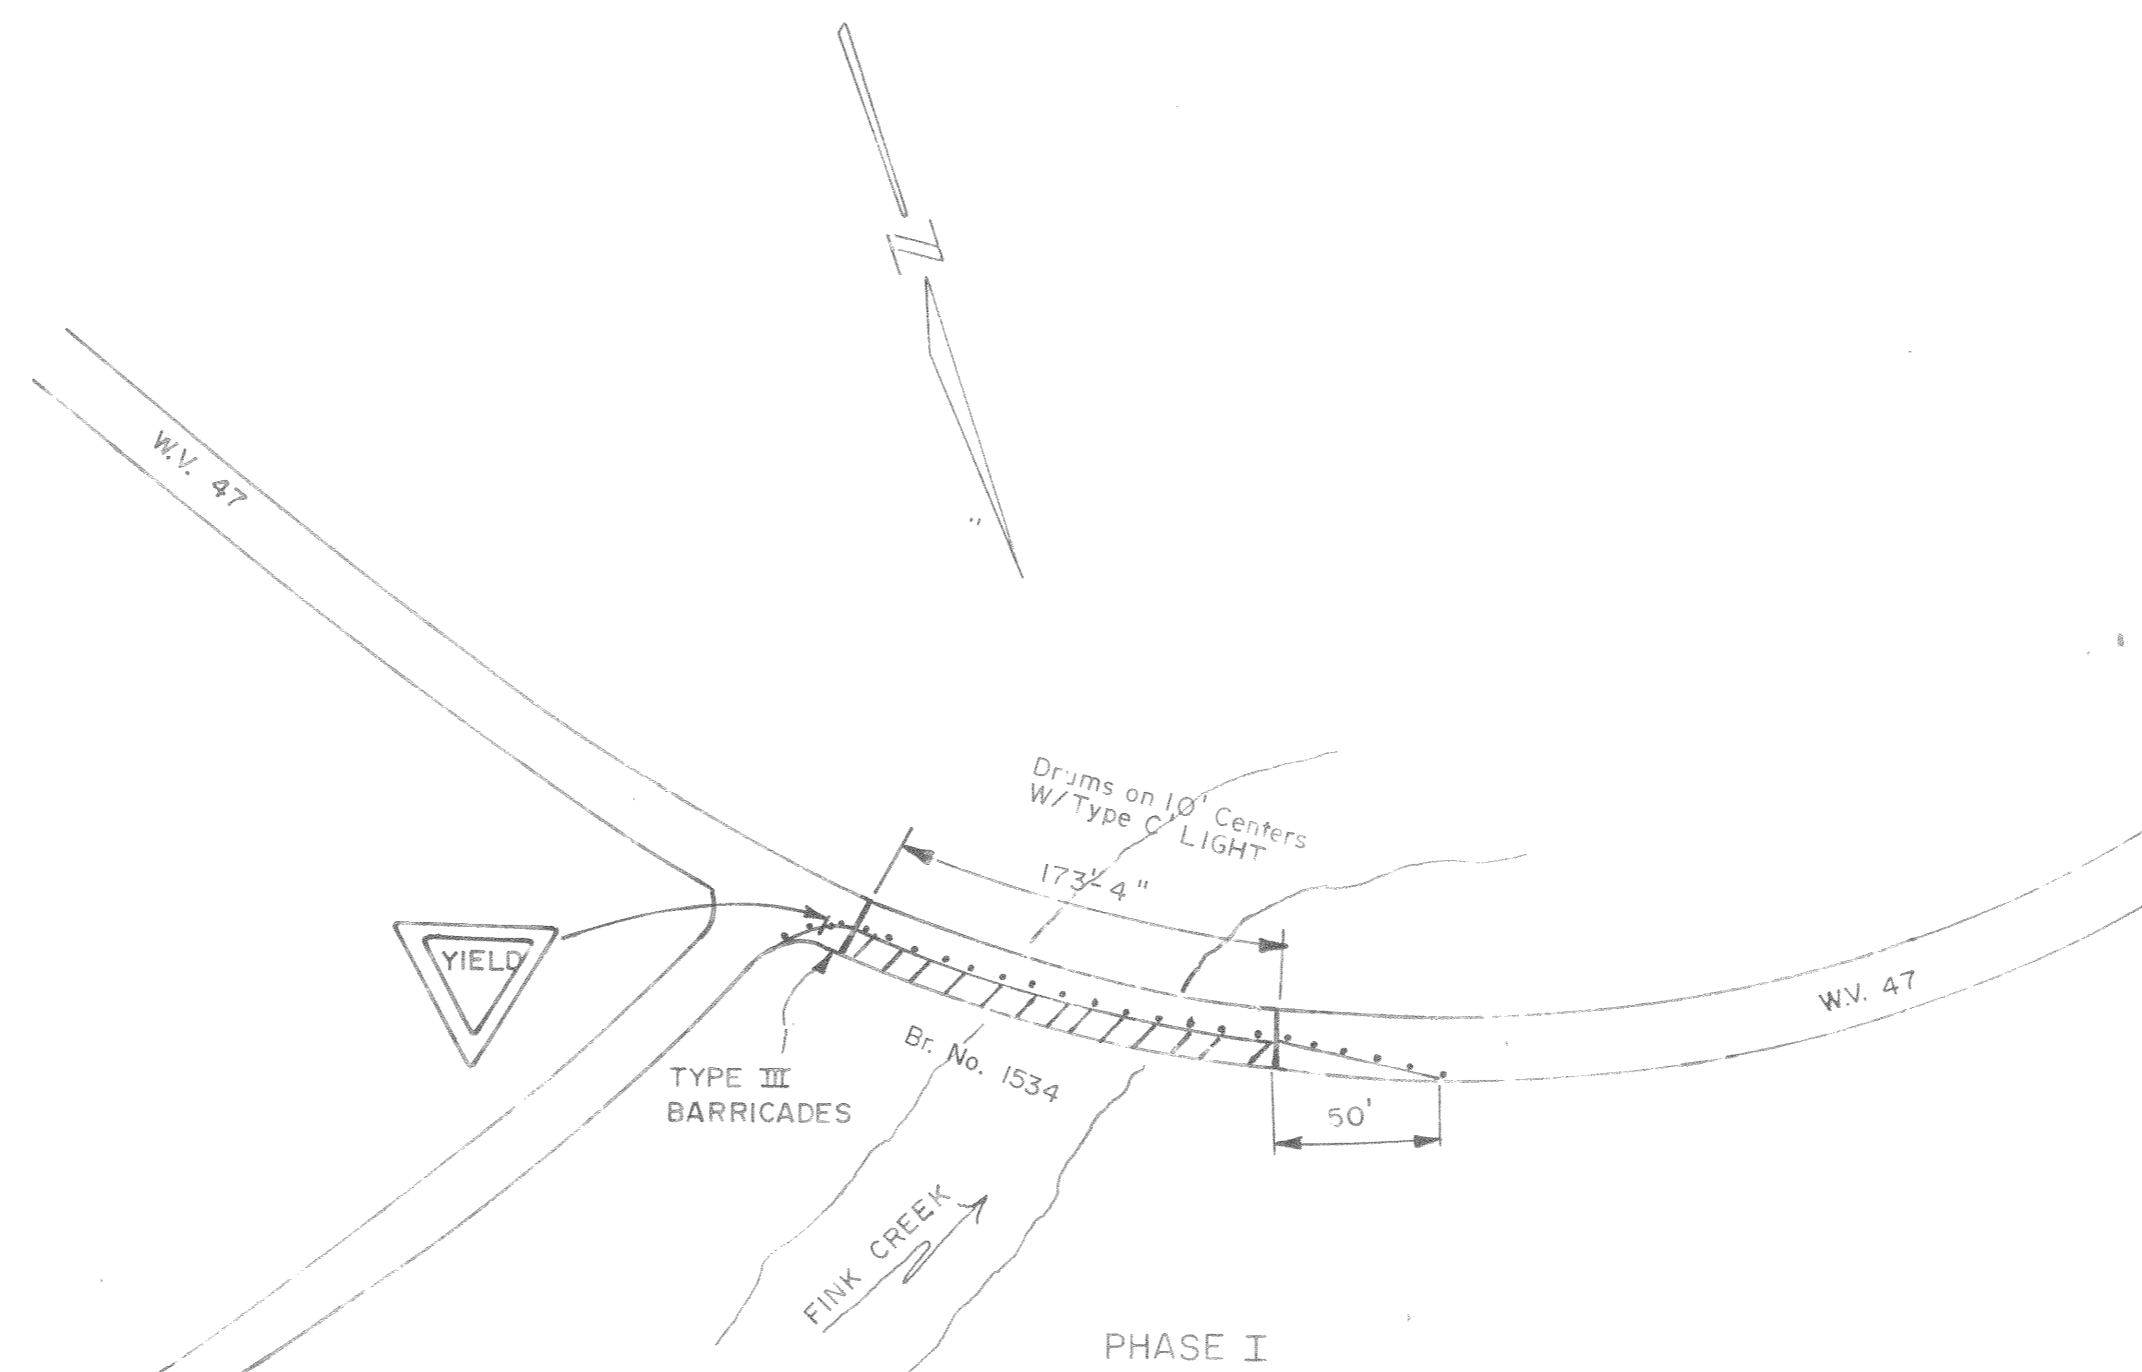 N
W.V. 47
Drums on 10' Centers
W/Type C LIGHT
173'-4"
YIELD
W.V. 47
Br. No. 1534
TYPE III
BARRICADES
50'
FINK CREEK
PHASE I